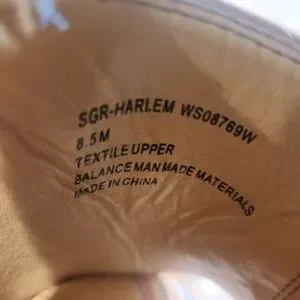 SGR-HARLEM WS08769W
8.5M
TEXTILE UPPER
BALANCE MAN MADE MATERIALS
MADE IN CHINA